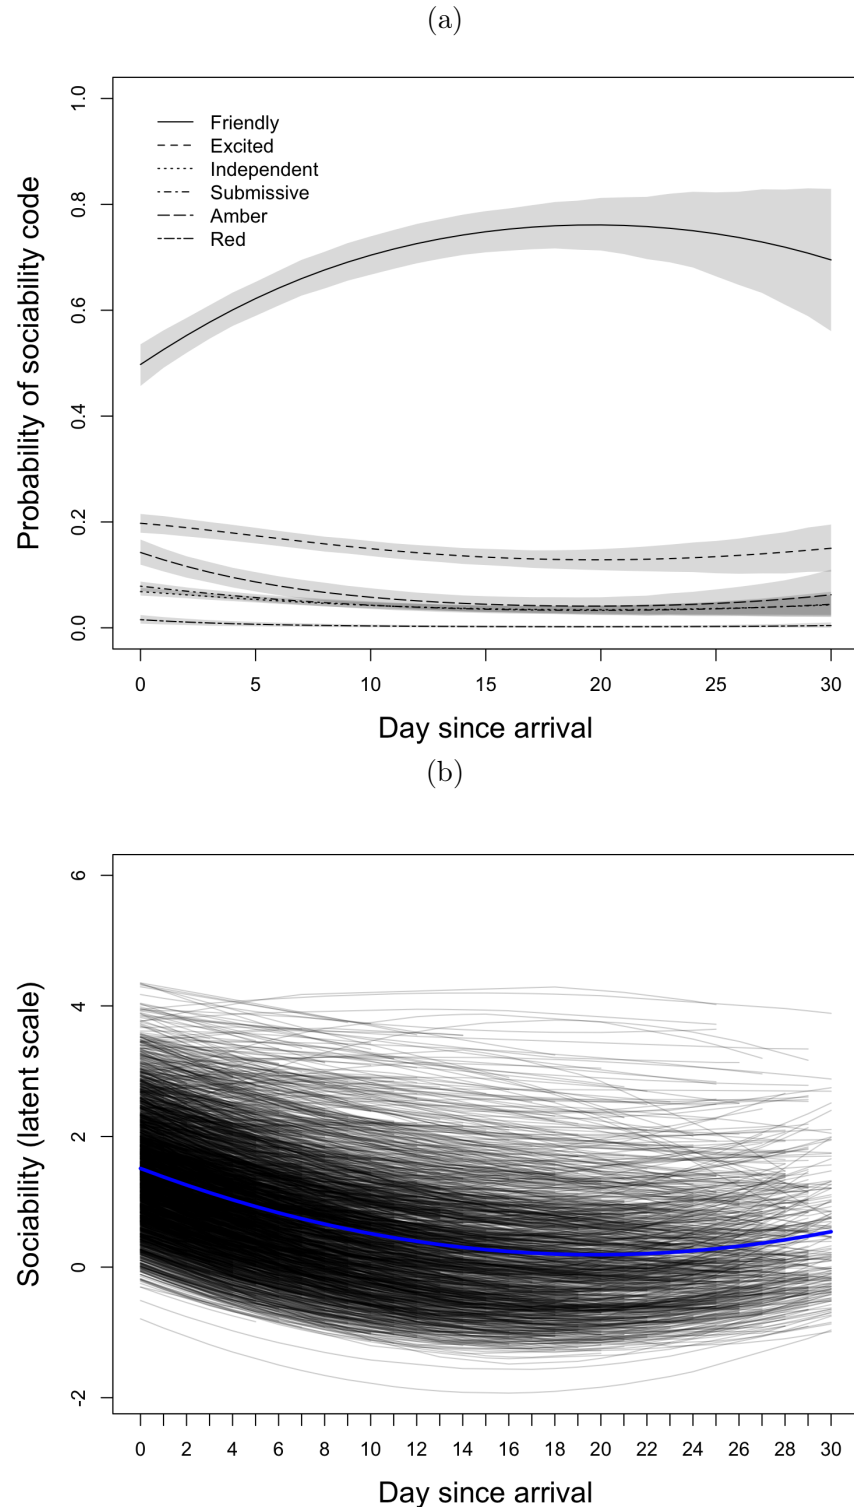 (a)
Probability of sociability code
1.0
0.8
0.6
0.4
0.2
0.0
Friendly
Excited
Independent
Submissive
Amber
Red
0 5 10 15 20 25 30
Day since arrival
(b)
Sociability (latent scale)
6
4
2
0
-2
0 2 4 6 8 10 12 14 16 18 20 22 24 26 28 30
Day since arrival